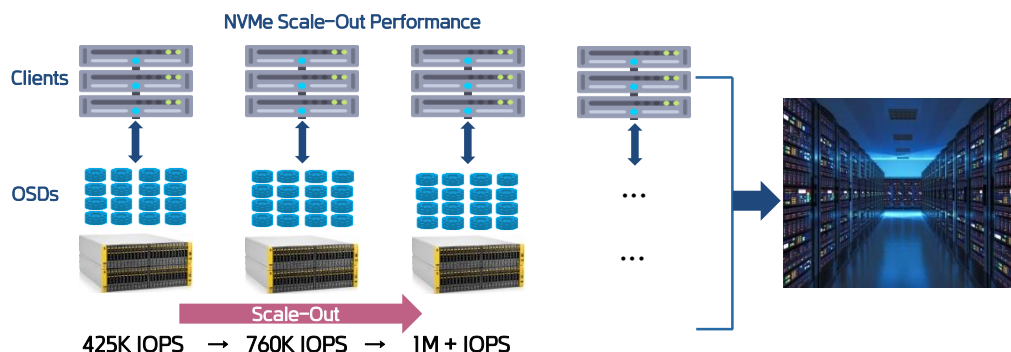 NVMe Scale-Out Performance
Clients
OSDs
...
...
Scale-Out
425K IOPS → 760K IOPS → 1M + IOPS